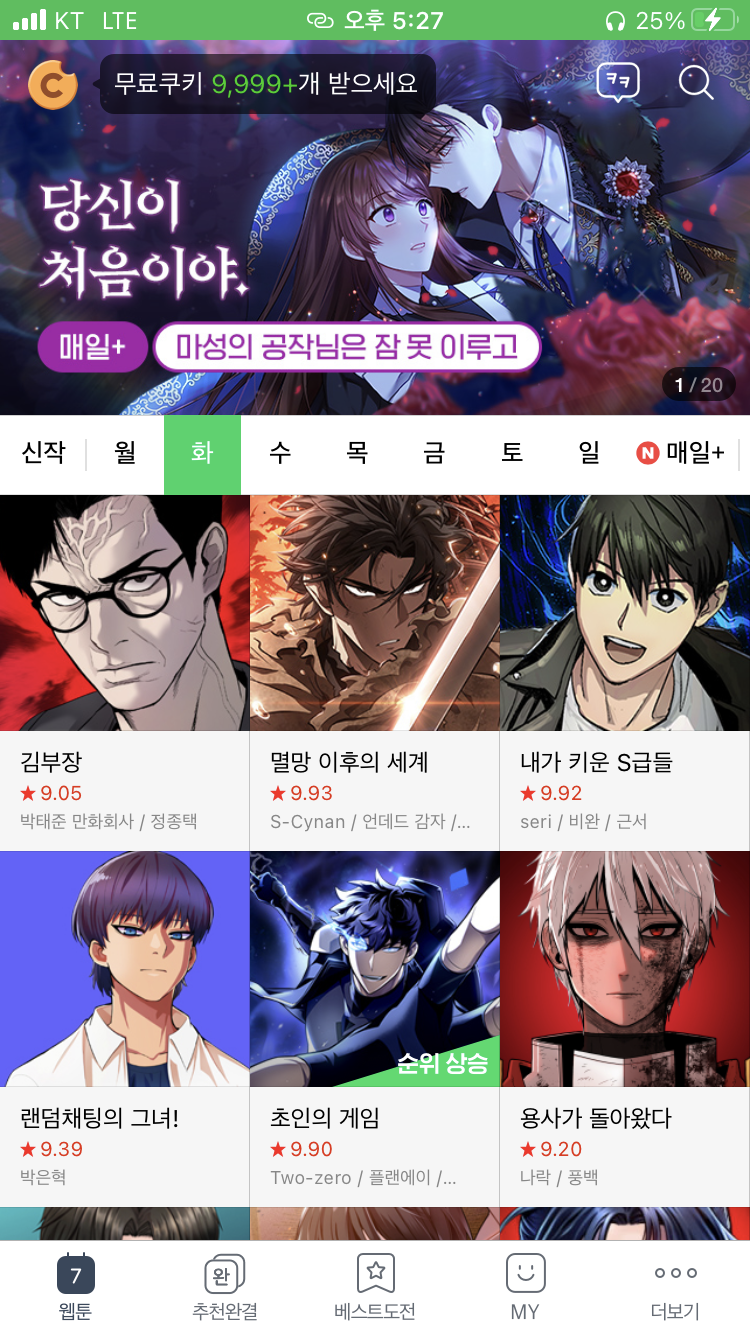 KT LTE 오후 5:27 25%
C 무료쿠키 9,999+개 받으세요 ㅋㅋ
당신이
처음이야.
매일+ 마성의 공작님은 잠 못 이루고
1 / 20
신작 월 화 수 목 금 토 일 N 매일+
김부장 멸망 이후의 세계 내가 키운 S급들
★9.05 ★9.93 ★9.92
박태준 만화회사 / 정종택 S-Cynan / 언데드 감자 /... seri / 비완 / 근서
순위 상승
랜덤채팅의 그녀! 초인의 게임 용사가 돌아왔다
★9.39 ★9.90 ★9.20
박은혁 Two-zero / 플랜에이 /... 나락 / 풍백
7 완
웹툰 추천완결 베스트도전 MY 더보기